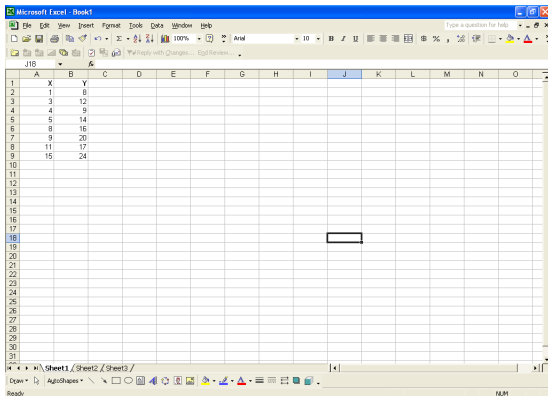 Microsoft Excel - Book1
File Edit View Insert Format Tools Data Window Help Type a question for help
100% Arial 10 B I U $ % ,
Reply with Changes... End Review...
J18 fx
A B C D E F G H I J K L M N O
1 X Y
2 1 8
3 3 12
4 4 9
5 5 14
6 8 16
7 9 20
8 11 17
9 15 24
10
11
12
13
14
15
16
17
18
19
20
21
22
23
24
25
26
27
28
29
30
31
Sheet1 / Sheet2 / Sheet3 /
Draw AutoShapes
Ready NUM